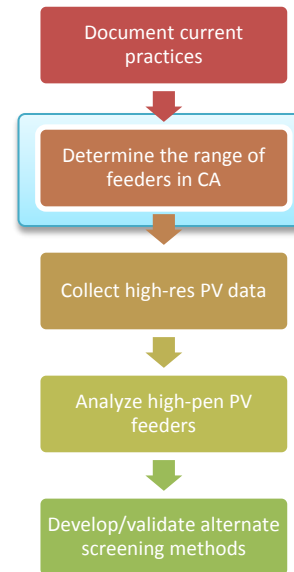 Document current
practices
Determine the range of
feeders in CA
Collect high-res PV data
Analyze high-pen PV
feeders
Develop/validate alternate
screening methods